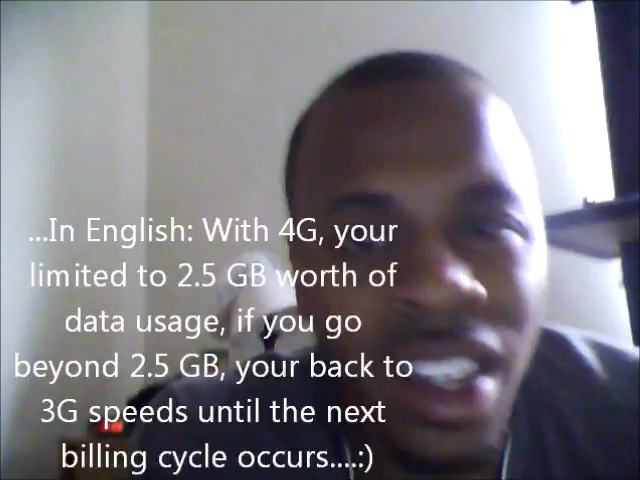 ...In English: With 4G, your
limited to 2.5 GB worth of
data usage, if you go
beyond 2.5 GB, your back to
3G speeds until the next
billing cycle occurs....:)